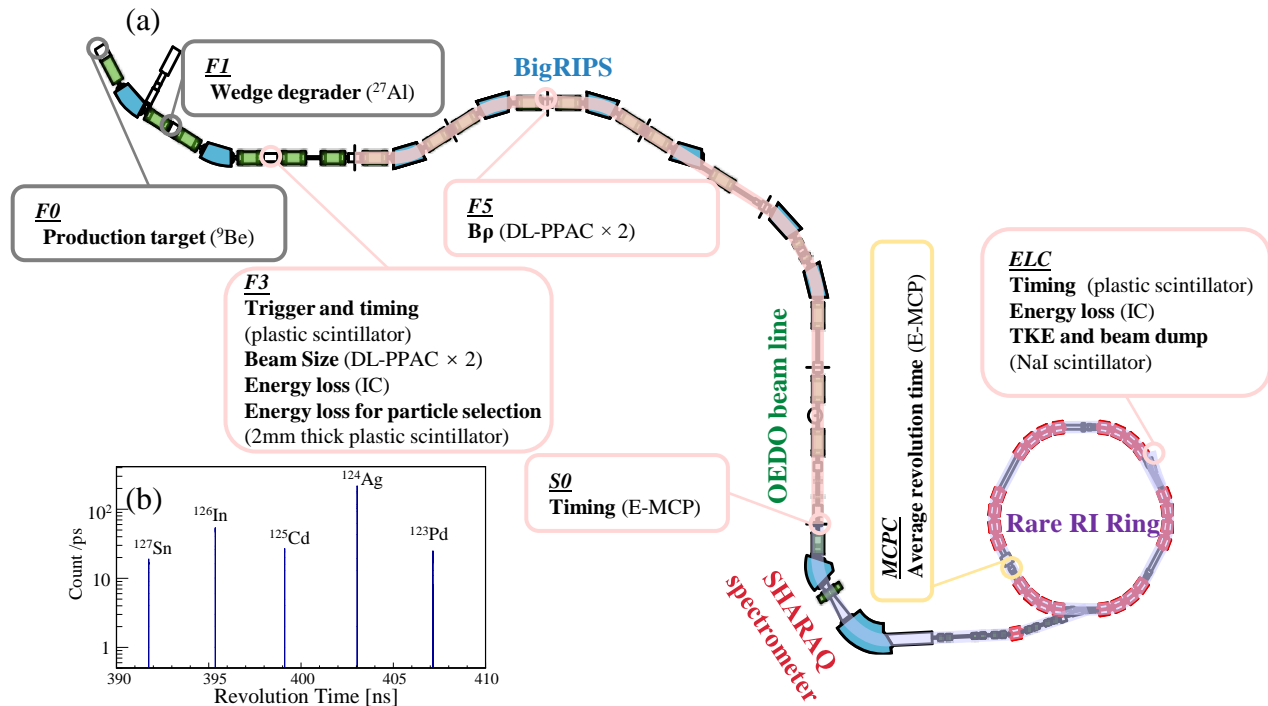 (a)
F1
Wedge degrader (²⁷Al)
BigRIPS
F0
Production target (⁹Be)
F5
Bρ (DL-PPAC × 2)
F3
Trigger and timing
(plastic scintillator)
Beam Size (DL-PPAC × 2)
Energy loss (IC)
Energy loss for particle selection
(2mm thick plastic scintillator)
ELC
Timing (plastic scintillator)
Energy loss (IC)
TKE and beam dump
(NaI scintillator)
OEDO beam line
MCPC
Average revolution time (E-MCP)
S0
Timing (E-MCP)
Rare RI Ring
SHARAQ
spectrometer
(b)
¹²⁴Ag
¹²⁶In
¹²⁵Cd
¹²³Pd
¹²⁷Sn
Count /ps
10²
10
1
390 395 400 405 410
Revolution Time [ns]